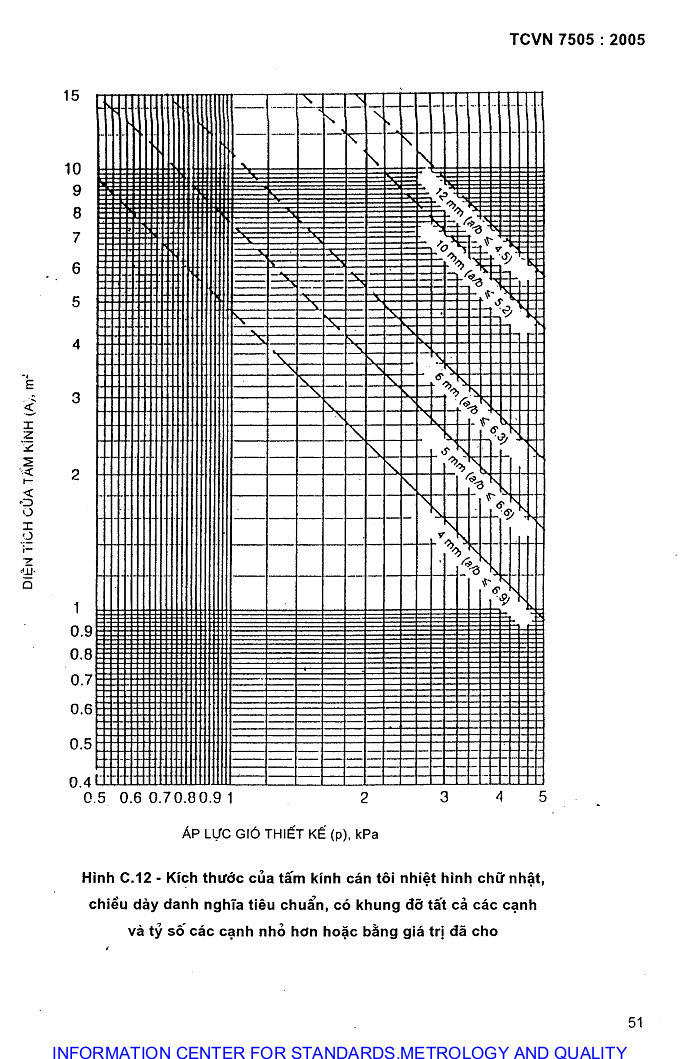 TCVN 7505 : 2005
15
10
9
8
7
6
5
4
3
2
1
0.9
0.8
0.7
0.6
0.5
0.4
DIỆN TÍCH CỦA TẤM KÍNH (A), m²
12 mm (a/b ≤ 4.5)
10 mm (a/b ≤ 5.2)
6 mm (a/b ≤ 6.3)
5 mm (a/b ≤ 6.6)
4 mm (a/b ≤ 6.9)
0.5 0.6 0.7 0.8 0.9 1 2 3 4 5
ÁP LỰC GIÓ THIẾT KẾ (p), kPa
Hình C.12 - Kích thước của tấm kính cán tôi nhiệt hình chữ nhật,
chiều dày danh nghĩa tiêu chuẩn, có khung đỡ tất cả các cạnh
và tỷ số các cạnh nhỏ hơn hoặc bằng giá trị đã cho
51
INFORMATION CENTER FOR STANDARDS.METROLOGY AND QUALITY